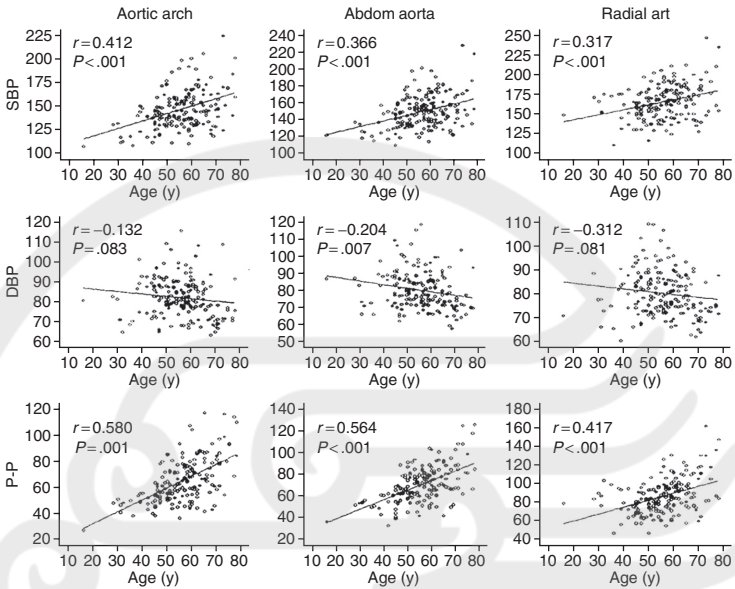 Aortic arch
Abdom aorta
Radial art
SBP
225
200
175
150
125
100
r=0.412
P<.001
10 20 30 40 50 60 70 80
Age (y)
240
220
200
180
160
140
120
100
r=0.366
P<.001
10 20 30 40 50 60 70 80
Age (y)
250
225
200
175
150
125
100
r=0.317
P<.001
10 20 30 40 50 60 70 80
Age (y)
DBP
120
110
100
90
80
70
60
r=−0.132
P=.083
10 20 30 40 50 60 70 80
Age (y)
120
110
100
90
80
70
60
50
r=−0.204
P=.007
10 20 30 40 50 60 70 80
Age (y)
110
100
90
80
70
60
r=−0.312
P=.081
10 20 30 40 50 60 70 80
Age (y)
P-P
120
100
80
60
40
20
r=0.580
P=.001
10 20 30 40 50 60 70 80
Age (y)
140
120
100
80
60
40
20
r=0.564
P<.001
10 20 30 40 50 60 70 80
Age (y)
180
160
140
120
100
80
60
40
r=0.417
P<.001
10 20 30 40 50 60 70 80
Age (y)